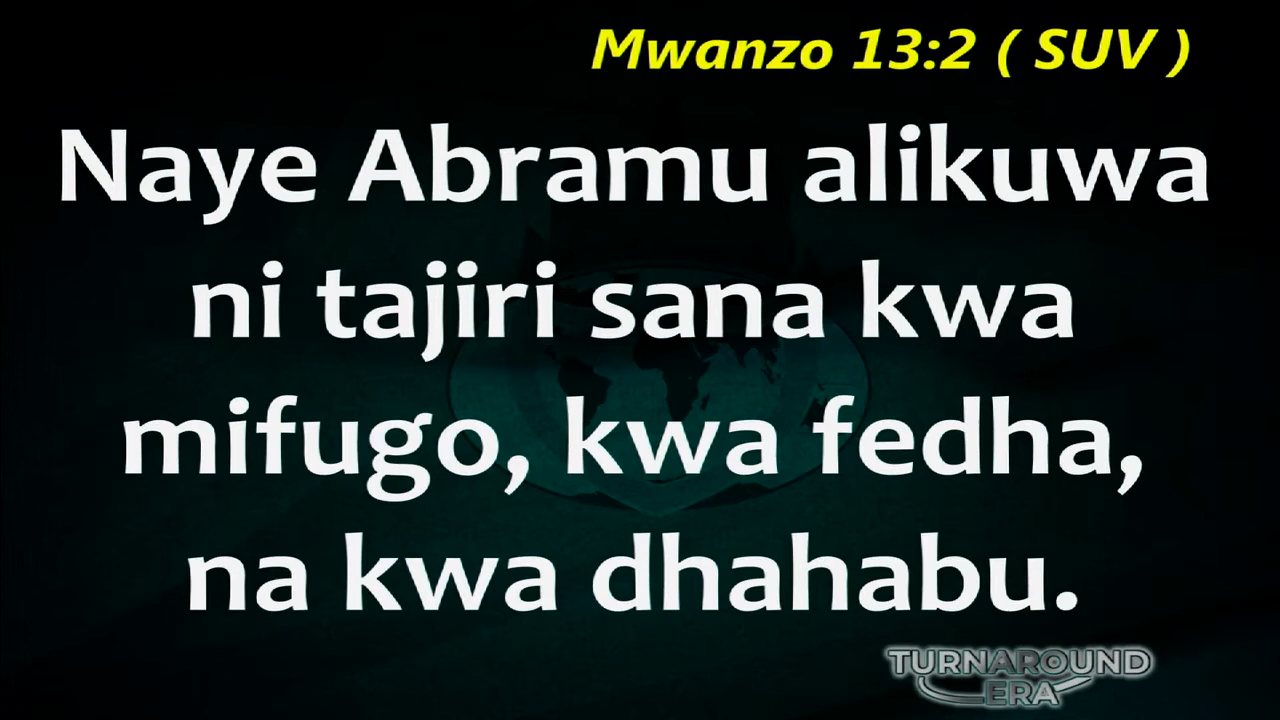 Mwanzo 13:2 ( SUV )
Naye Abramu alikuwa
ni tajiri sana kwa
mifugo, kwa fedha,
na kwa dhahabu.
TURNAROUND
ERA